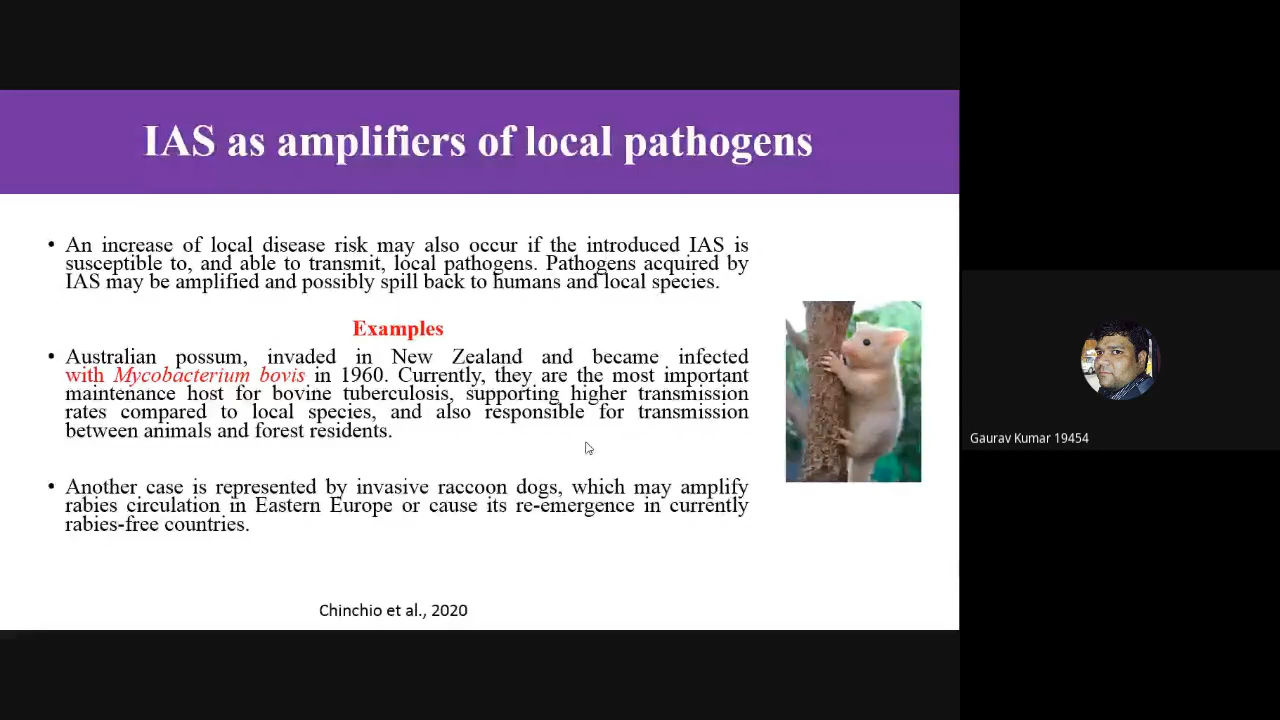 IAS as amplifiers of local pathogens
• An increase of local disease risk may also occur if the introduced IAS is
susceptible to, and able to transmit, local pathogens. Pathogens acquired by
IAS may be amplified and possibly spill back to humans and local species.
Examples
• Australian possum, invaded in New Zealand and became infected
with Mycobacterium bovis in 1960. Currently, they are the most important
maintenance host for bovine tuberculosis, supporting higher transmission
rates compared to local species, and also responsible for transmission
between animals and forest residents.
• Another case is represented by invasive raccoon dogs, which may amplify
rabies circulation in Eastern Europe or cause its re-emergence in currently
rabies-free countries.
Chinchio et al., 2020
Gaurav Kumar 19454